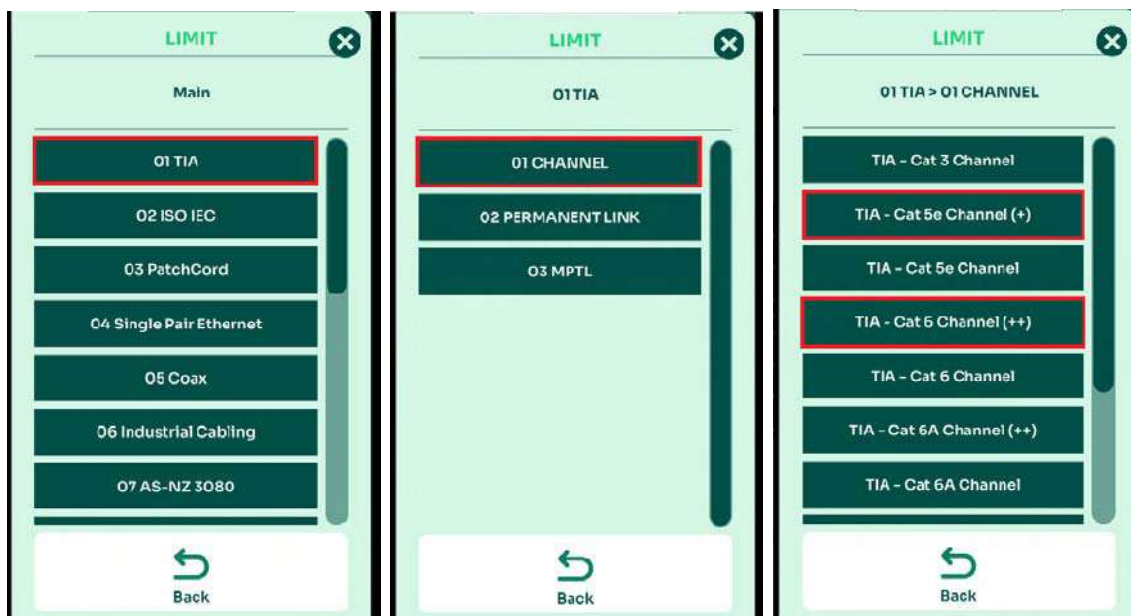 LIMIT
Main
01 TIA
02 ISO IEC
03 PatchCord
04 Single Pair Ethernet
05 Coax
06 Industrial Cabling
07 AS-NZ 3080
Back
LIMIT
01 TIA
01 CHANNEL
02 PERMANENT LINK
03 MPTL
Back
LIMIT
01 TIA > 01 CHANNEL
TIA - Cat 3 Channel
TIA - Cat 5e Channel (+)
TIA - Cat 5e Channel
TIA - Cat 6 Channel (++)
TIA - Cat 6 Channel
TIA - Cat 6A Channel (++)
TIA - Cat 6A Channel
Back